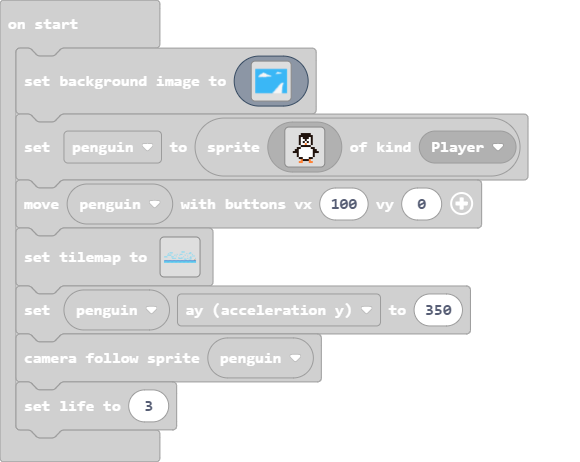 on start
set background image to
set penguin to sprite of kind Player
move penguin with buttons vx 100 vy 0
set tilemap to
set penguin ay (acceleration y) to 350
camera follow sprite penguin
set life to 3